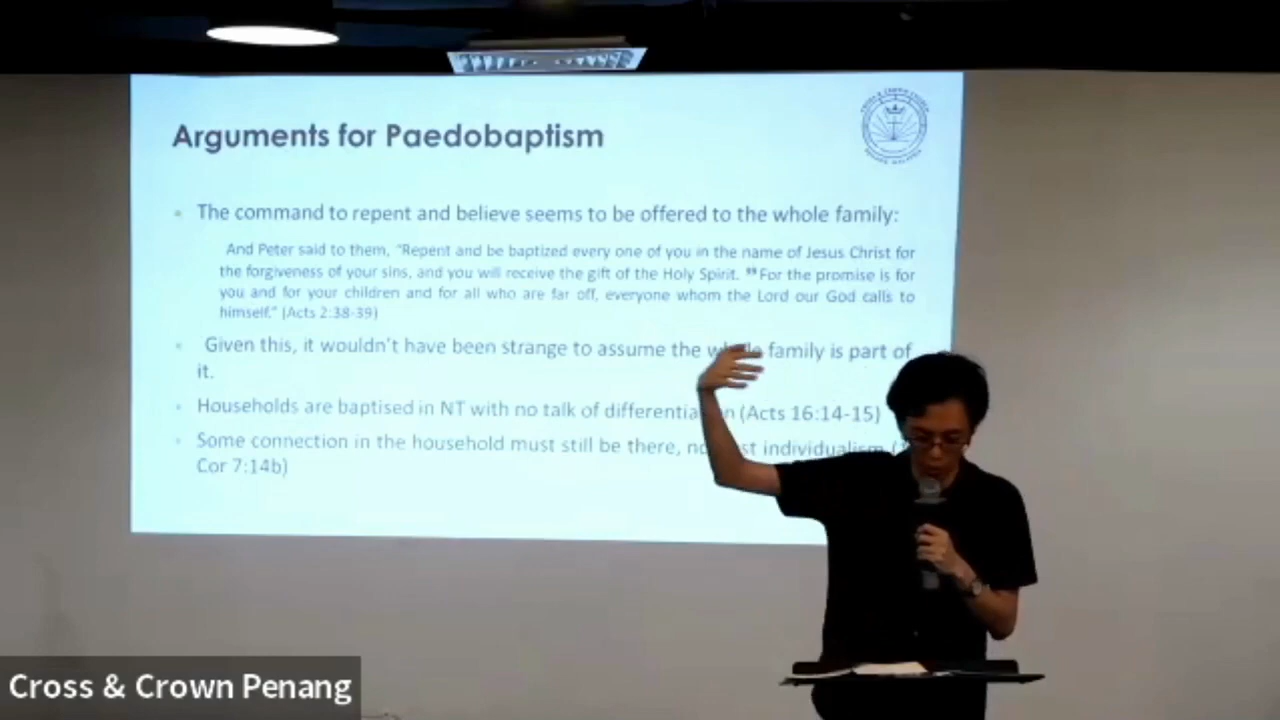 Arguments for Paedobaptism
CROSS & CROWN CHURCH
PENANG, MALAYSIA
• The command to repent and believe seems to be offered to the whole family:
And Peter said to them, “Repent and be baptized every one of you in the name of Jesus Christ for
the forgiveness of your sins, and you will receive the gift of the Holy Spirit. ³⁹ For the promise is for
you and for your children and for all who are far off, everyone whom the Lord our God calls to
himself.” (Acts 2:38-39)
• Given this, it wouldn't have been strange to assume the family is part of
it.
• Households are baptised in NT with no talk of (Acts 16:14-15)
• Some connection in the household must still be there, individualism
Cor 7:14b)
Cross & Crown Penang